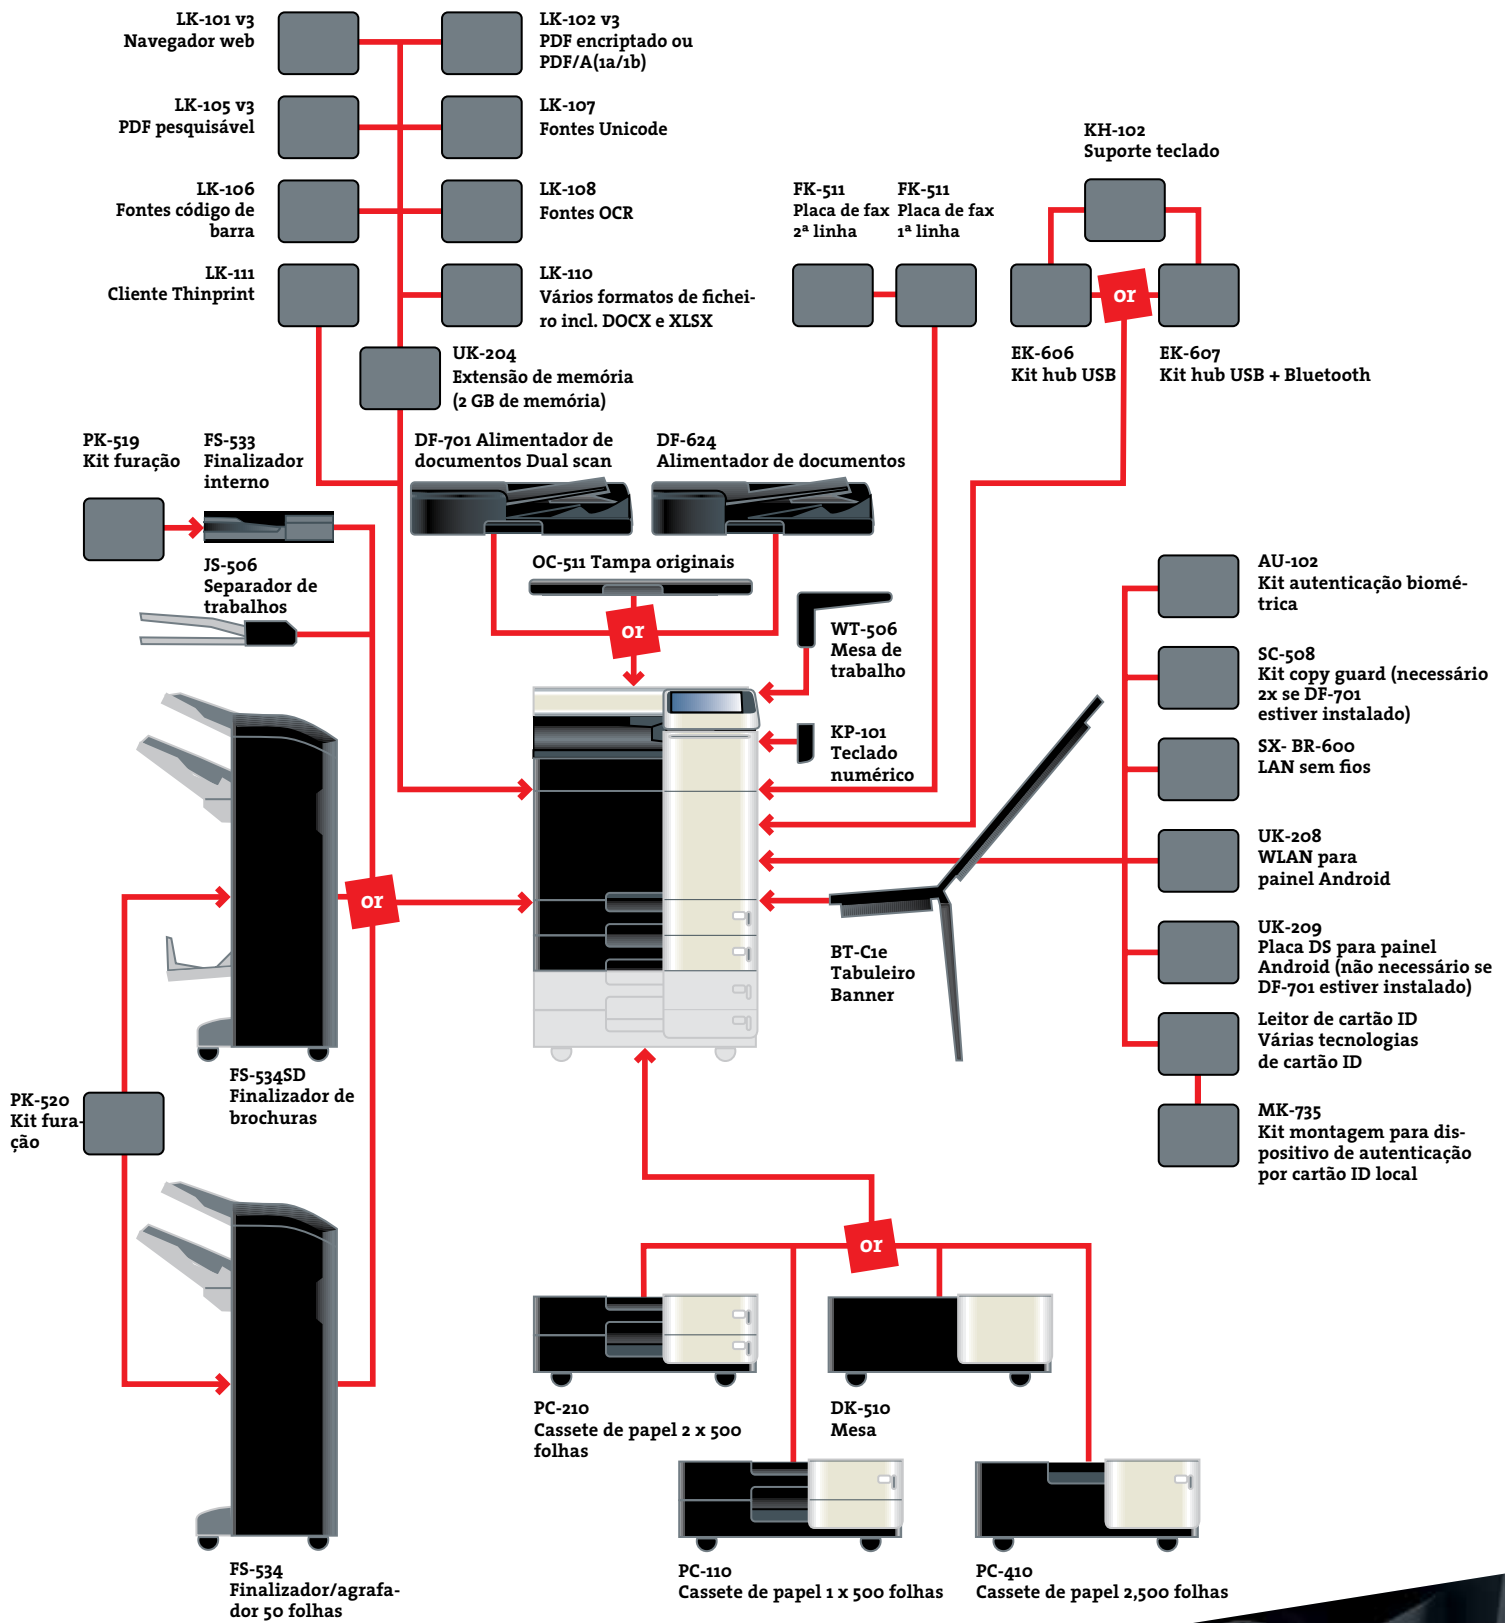 LK-101 v3
Navegador web
LK-102 v3
PDF encriptado ou
PDF/A(1a/1b)
LK-105 v3
PDF pesquisável
LK-107
Fontes Unicode
LK-106
Fontes código de
barra
LK-108
Fontes OCR
LK-111
Cliente Thinprint
LK-110
Vários formatos de fichei-
ro incl. DOCX e XLSX
UK-204
Extensão de memória
(2 GB de memória)
FK-511
Placa de fax
2ª linha
FK-511
Placa de fax
1ª linha
KH-102
Suporte teclado
or
EK-606
Kit hub USB
EK-607
Kit hub USB + Bluetooth
PK-519
Kit furação
FS-533
Finalizador
interno
DF-701 Alimentador de
documentos Dual scan
DF-624
Alimentador de documentos
JS-506
Separador de
trabalhos
OC-511 Tampa originais
or
WT-506
Mesa de
trabalho
KP-101
Teclado
numérico
AU-102
Kit autenticação biomé-
trica
SC-508
Kit copy guard (necessário
2x se DF-701
estiver instalado)
SX- BR-600
LAN sem fios
UK-208
WLAN para
painel Android
UK-209
Placa DS para painel
Android (não necessário se
DF-701 estiver instalado)
Leitor de cartão ID
Várias tecnologias
de cartão ID
MK-735
Kit montagem para dis-
positivo de autenticação
por cartão ID local
or
BT-C1e
Tabuleiro
Banner
FS-534SD
Finalizador de
brochuras
PK-520
Kit fura-
ção
or
PC-210
Cassete de papel 2 x 500
folhas
DK-510
Mesa
PC-110
Cassete de papel 1 x 500 folhas
PC-410
Cassete de papel 2,500 folhas
FS-534
Finalizador/agrafa-
dor 50 folhas